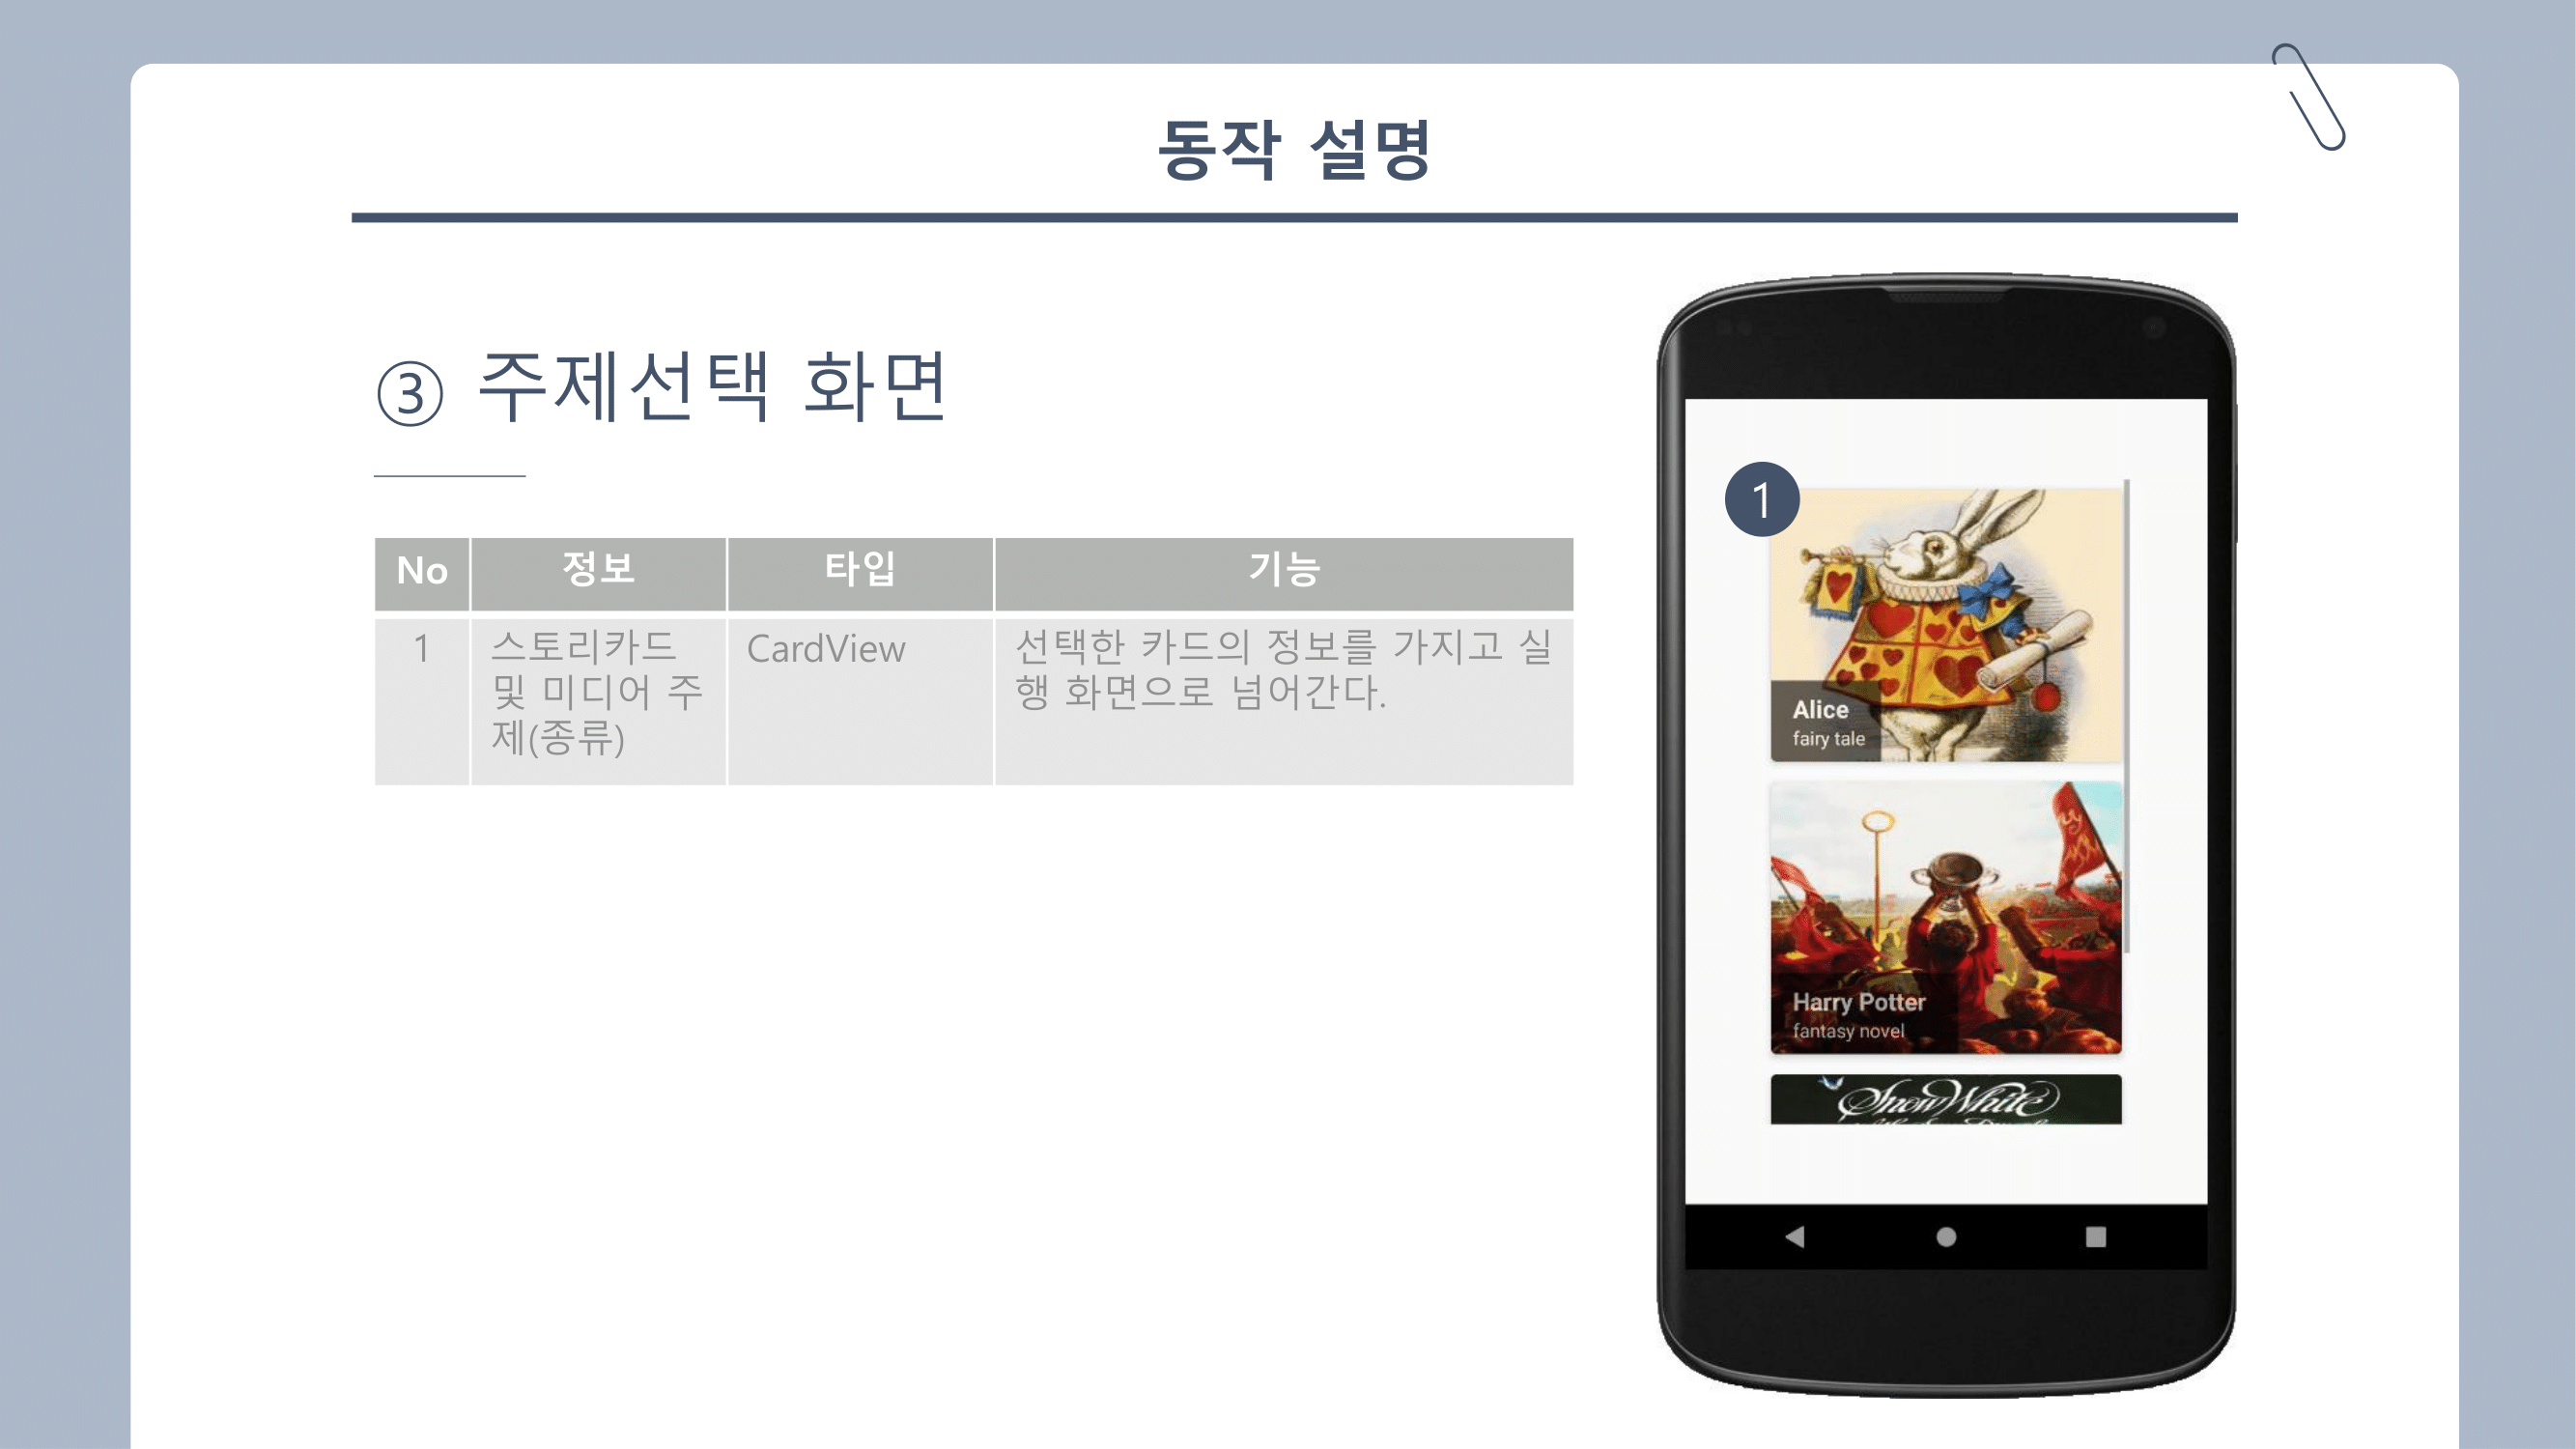 동작 설명
③ 주제선택 화면
No 정보 타입 기능
1 스토리카드 CardView 선택한 카드의 정보를 가지고 실
및 미디어 주 행 화면으로 넘어간다.
제(종류)
1
Alice
fairy tale
Harry Potter
fantasy novel
Snow White